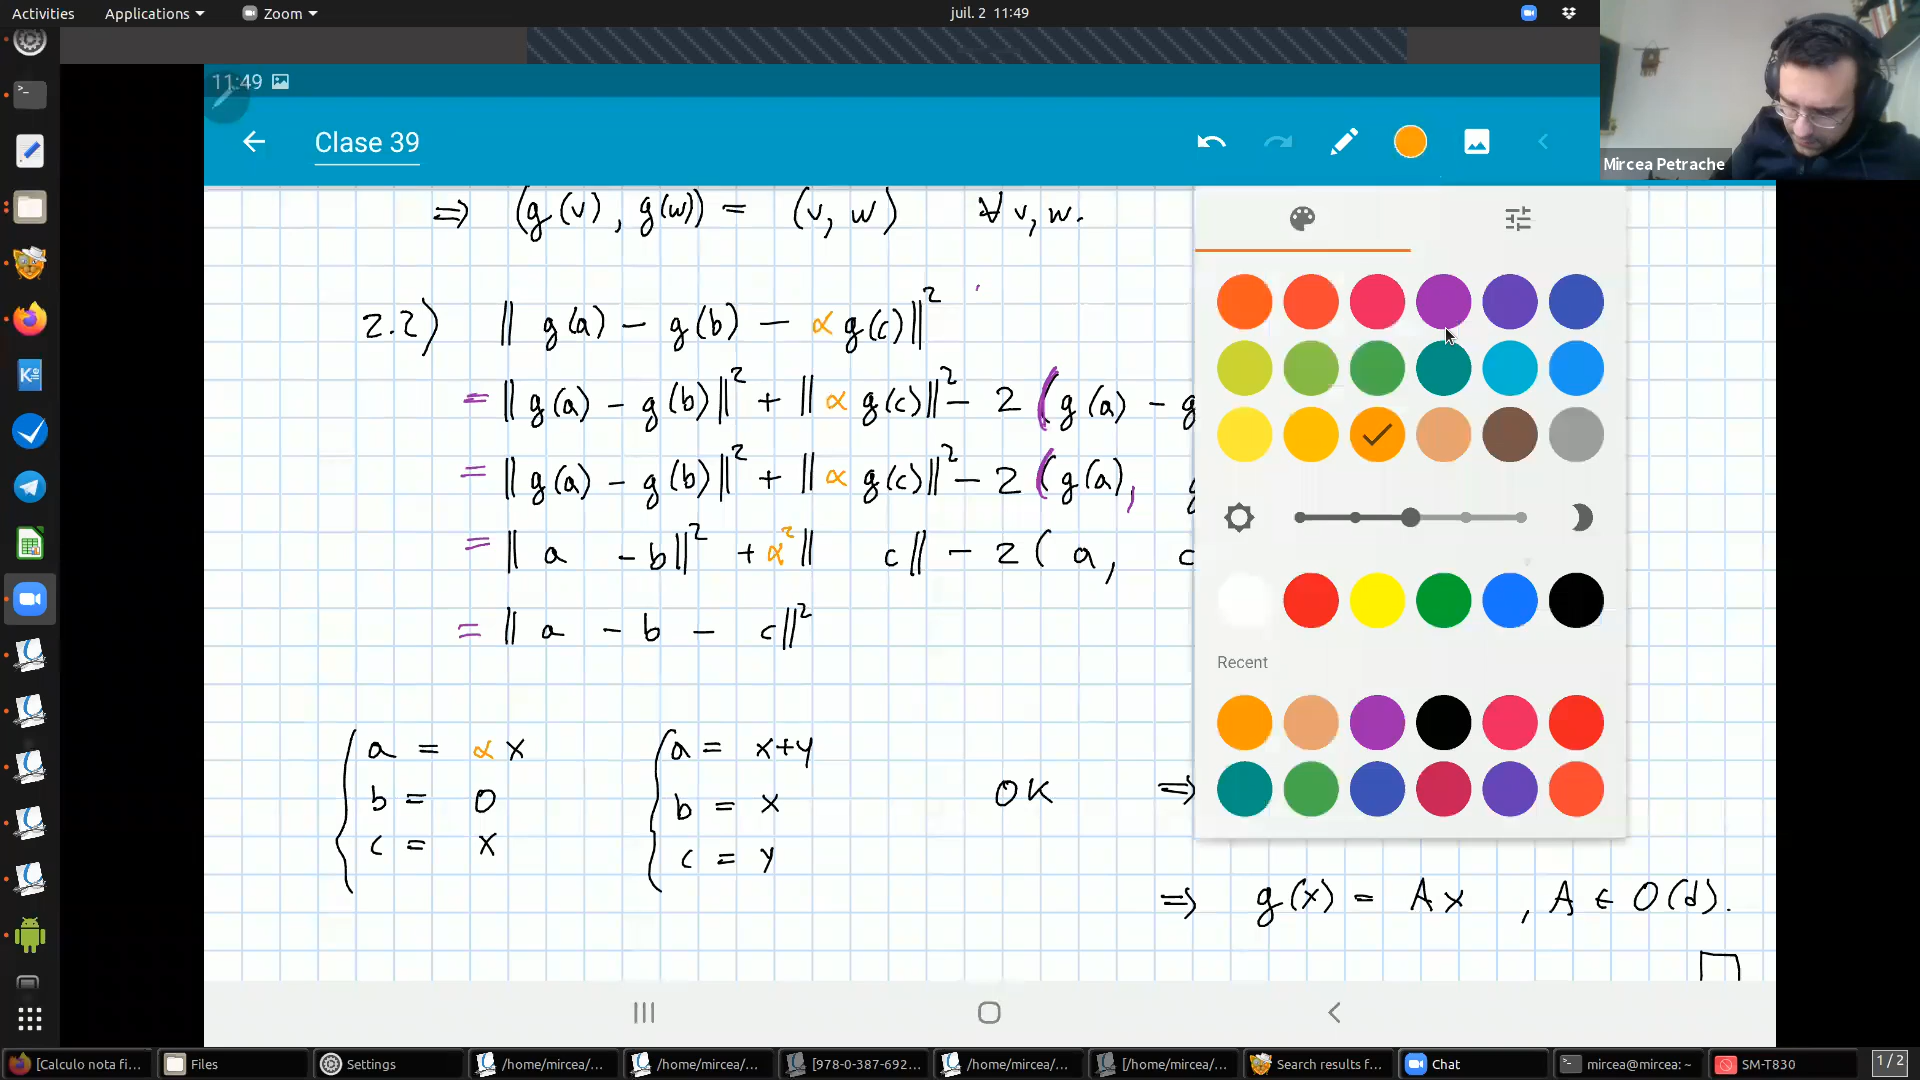 Activities Applications Zoom juil. 2 11:49
11:49
Clase 39
Mircea Petrache
⇒ (g(v), g(w)) = (v, w) ∀ v, w.
2.2) ‖ g(a) − g(b) − α g(c)‖²
= ‖g(a) − g(b)‖² + ‖α g(c)‖² − 2 (g(a) − g
= ‖g(a) − g(b)‖² + ‖α g(c)‖² − 2 (g(a), g
= ‖ a − b‖² + α² ‖ c‖ − 2 ( a, c
= ‖ a − b − c‖²
Recent
a = α x
b = 0
c = x
a = x+y
b = x
c = y
OK ⇒
⇒ g(x) = Ax , A ∈ O(d).
[Calculo nota fi... Files Settings /home/mircea/... /home/mircea/... [978-0-387-692... /home/mircea/... [/home/mircea/... Search results f... Chat mircea@mircea: ~ SM-T830 1 / 2